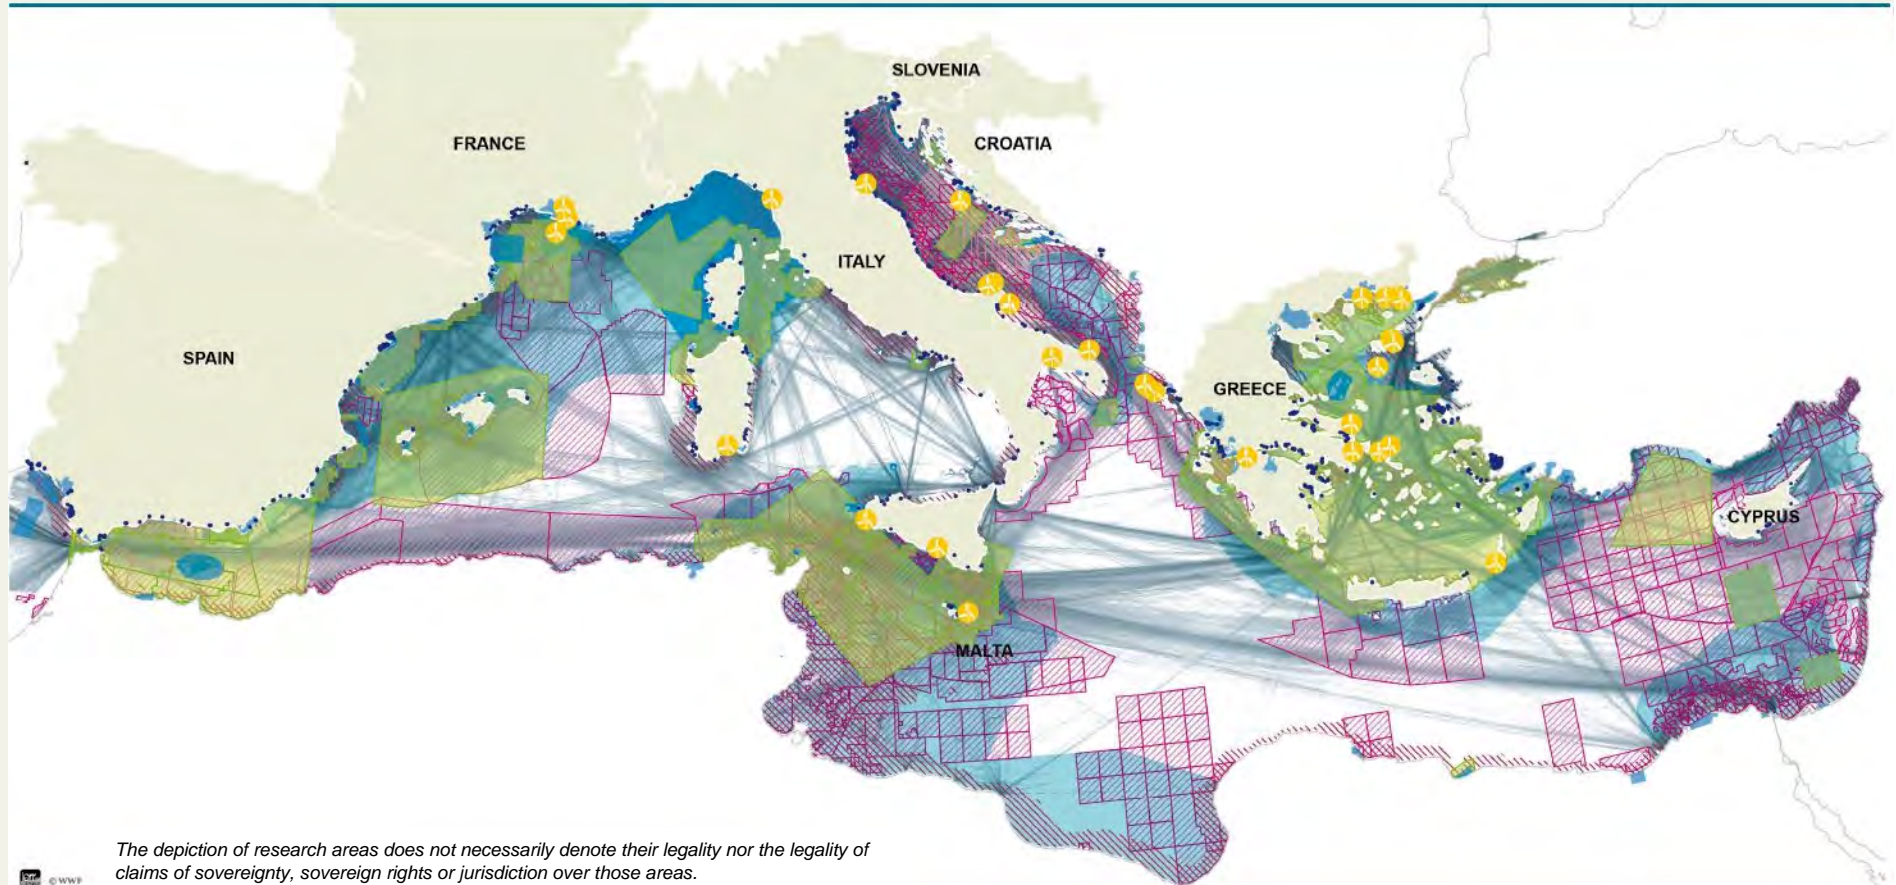 SLOVENIA
FRANCE
CROATIA
ITALY
SPAIN
GREECE
CYPRUS
MALTA
The depiction of research areas does not necessarily denote their legality nor the legality of
claims of sovereignty, sovereign rights or jurisdiction over those areas.
© WWF